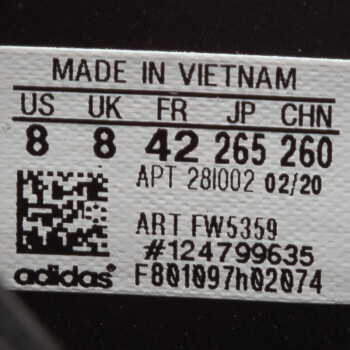 MADE IN VIETNAM
US UK FR JP CHN
8 8 42 265 260
APT 28I002 02/20
ART FW5359
#124799635
adidas® F801097h02074